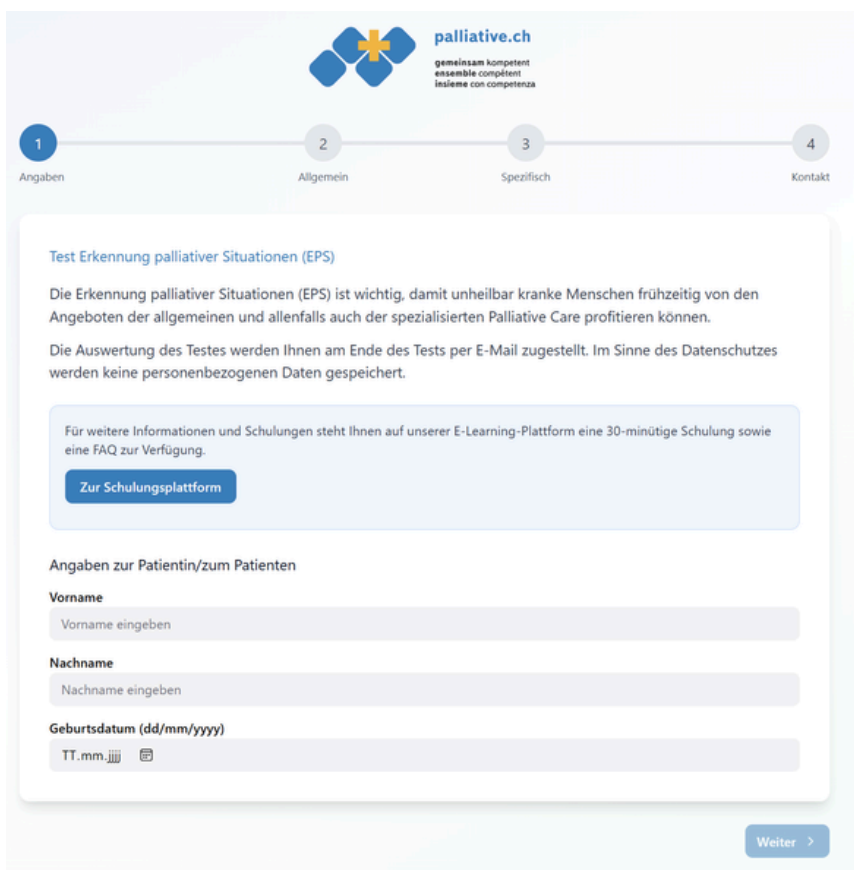 palliative.ch
gemeinsam kompetent
ensemble compétent
insieme con competenza
1
2
3
4
Angaben
Allgemein
Spezifisch
Kontakt
Test Erkennung palliativer Situationen (EPS)
Die Erkennung palliativer Situationen (EPS) ist wichtig, damit unheilbar kranke Menschen frühzeitig von den
Angeboten der allgemeinen und allenfalls auch der spezialisierten Palliative Care profitieren können.
Die Auswertung des Testes werden Ihnen am Ende des Tests per E-Mail zugestellt. Im Sinne des Datenschutzes
werden keine personenbezogenen Daten gespeichert.
Für weitere Informationen und Schulungen steht Ihnen auf unserer E-Learning-Plattform eine 30-minütige Schulung sowie
eine FAQ zur Verfügung.
Zur Schulungsplattform
Angaben zur Patientin/zum Patienten
Vorname
Vorname eingeben
Nachname
Nachname eingeben
Geburtsdatum (dd/mm/yyyy)
TT.mm.jjjj
Weiter